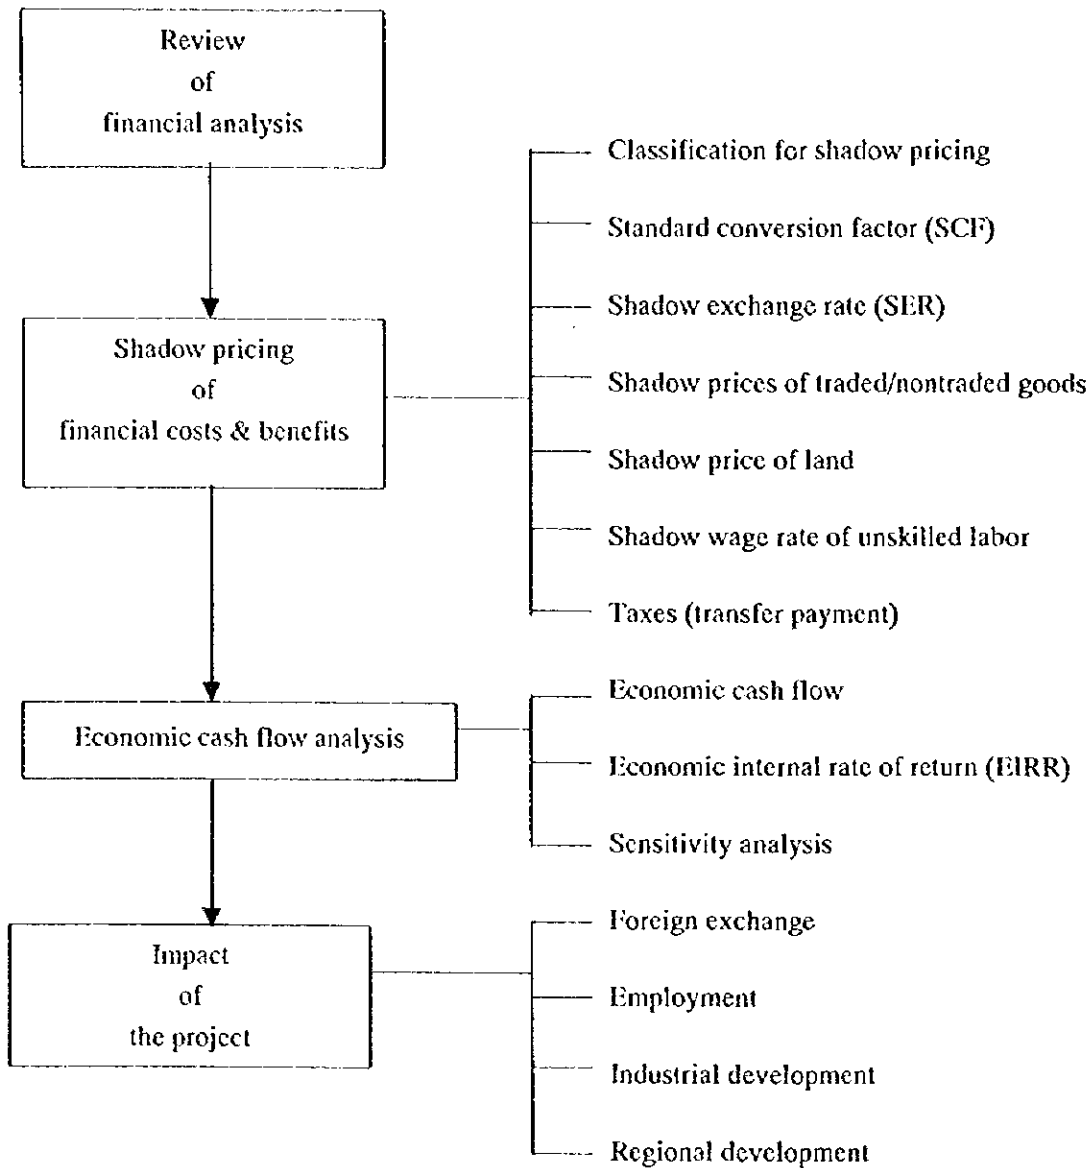 Review
of
financial analysis
Shadow pricing
of
financial costs & benefits
Classification for shadow pricing
Standard conversion factor (SCF)
Shadow exchange rate (SER)
Shadow prices of traded/nontraded goods
Shadow price of land
Shadow wage rate of unskilled labor
Taxes (transfer payment)
Economic cash flow analysis
Economic cash flow
Economic internal rate of return (EIRR)
Sensitivity analysis
Impact
of
the project
Foreign exchange
Employment
Industrial development
Regional development